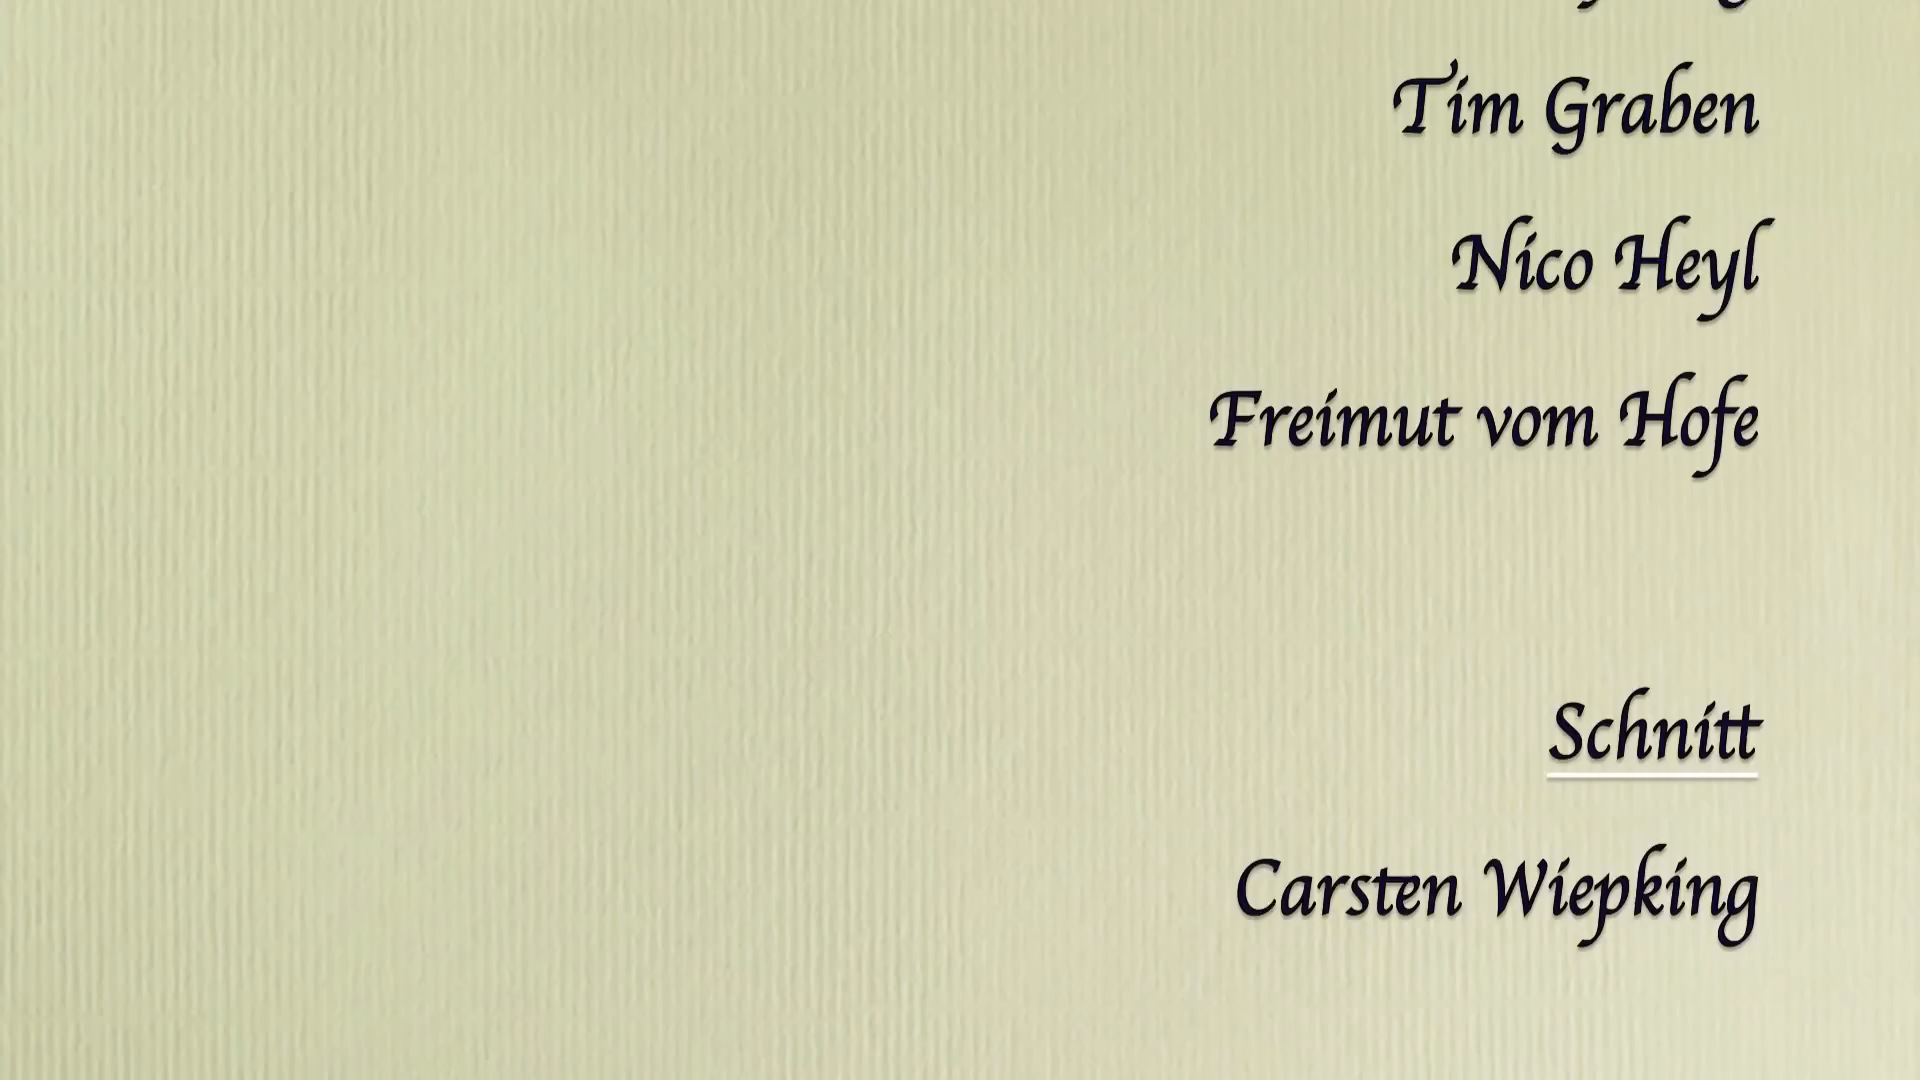 Tim Graben
Nico Heyl
Freimut vom Hofe
Schnitt
Carsten Wiepking